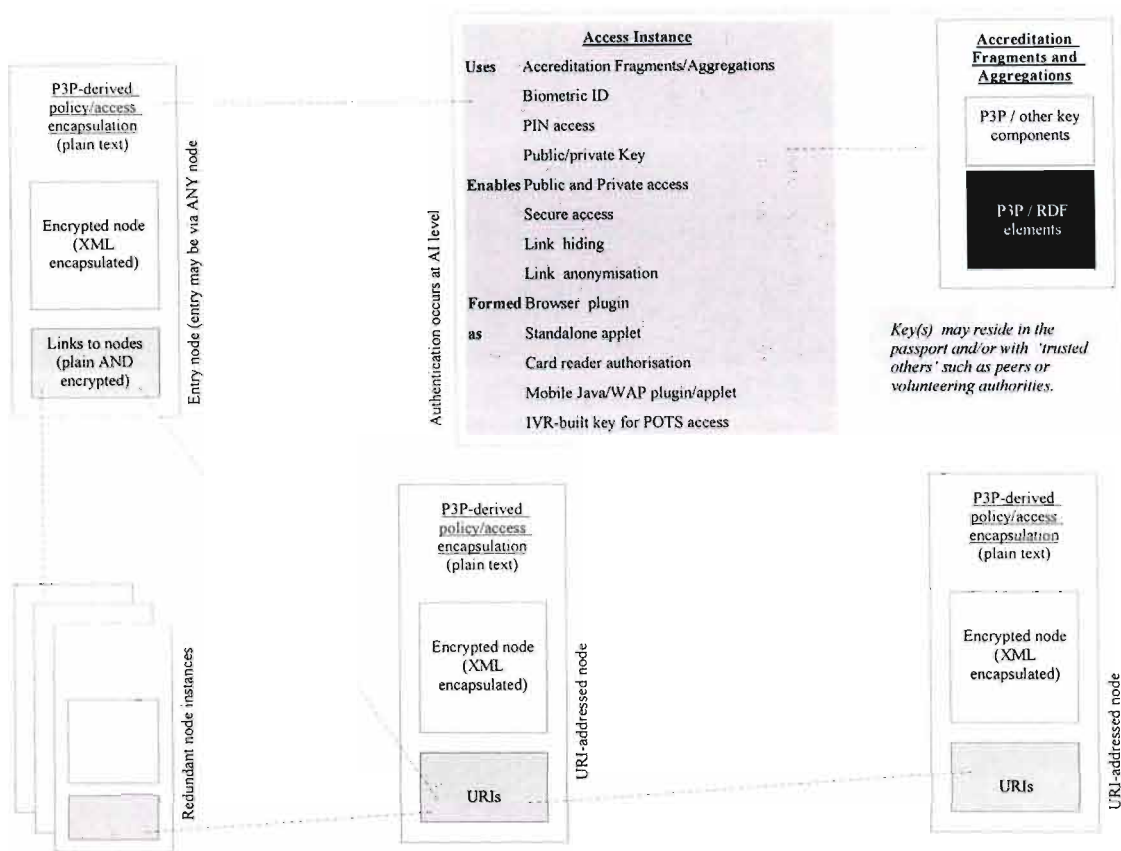 P3P-derived
policy/access
encapsulation
(plain text)
Encrypted node
(XML
encapsulated)
Links to nodes
(plain AND
encrypted)
Entry node (entry may be via ANY node
Authentication occurs at AI level
Access Instance
Uses Accreditation Fragments/Aggregations
Biometric ID
PIN access
Public/private Key
Enables Public and Private access
Secure access
Link hiding
Link anonymisation
Formed Browser plugin
as Standalone applet
Card reader authorisation
Mobile Java/WAP plugin/applet
IVR-built key for POTS access
Accreditation
Fragments and
Aggregations
P3P / other key
components
P3P / RDF
elements
Key(s) may reside in the
passport and/or with 'trusted
others' such as peers or
volunteering authorities.
Redundant node instances
P3P-derived
policy/access
encapsulation
(plain text)
Encrypted node
(XML
encapsulated)
URIs
URI-addressed node
P3P-derived
policy/access
encapsulation
(plain text)
Encrypted node
(XML
encapsulated)
URIs
URI-addressed node